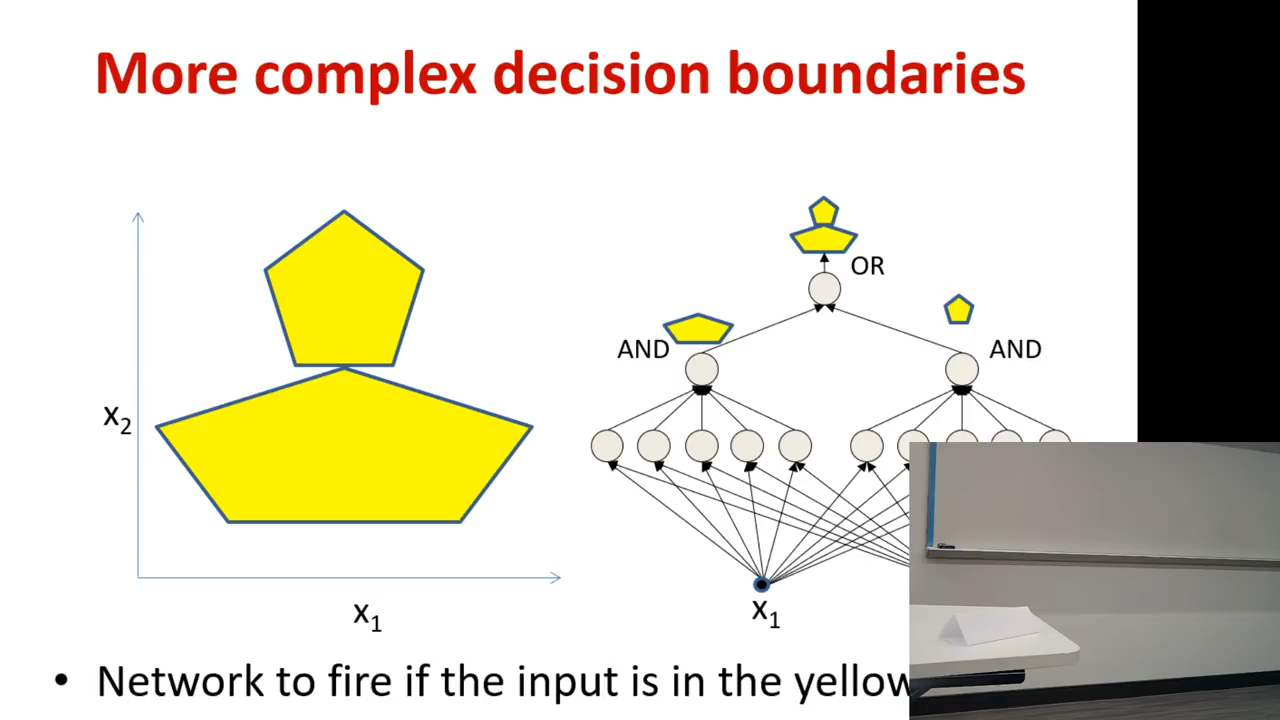 More complex decision boundaries
OR
AND
AND
x2
x1
x1
• Network to fire if the input is in the yellow